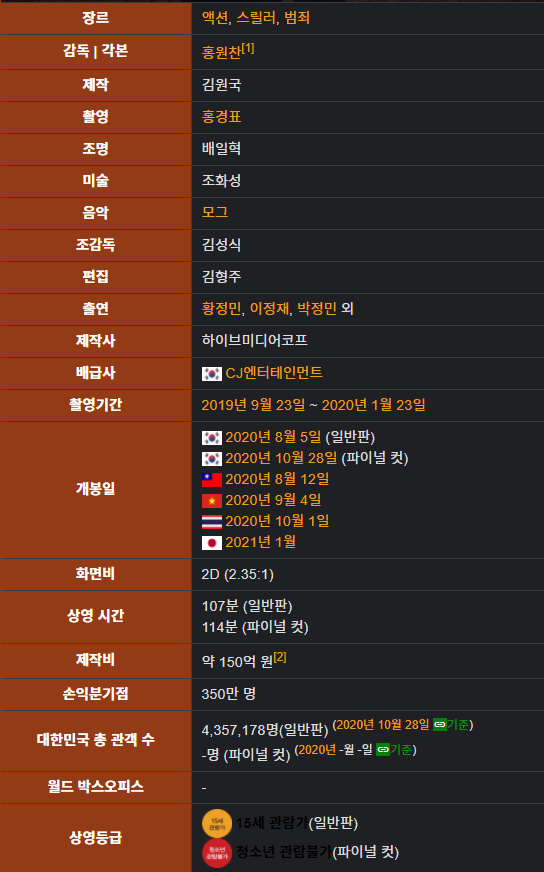 장르 액션, 스릴러, 범죄
감독 | 각본 홍원찬[1]
제작 김원국
촬영 홍경표
조명 배일혁
미술 조화성
음악 모그
조감독 김성식
편집 김형주
출연 황정민, 이정재, 박정민 외
제작사 하이브미디어코프
배급사 CJ엔터테인먼트
촬영기간 2019년 9월 23일 ~ 2020년 1월 23일
개봉일
2020년 8월 5일 (일반판)
2020년 10월 28일 (파이널 컷)
2020년 8월 12일
2020년 9월 4일
2020년 10월 1일
2021년 1월
화면비 2D (2.35:1)
상영 시간
107분 (일반판)
114분 (파이널 컷)
제작비 약 150억 원[2]
손익분기점 350만 명
대한민국 총 관객 수
4,357,178명(일반판) (2020년 10월 28일 기준)
-명 (파이널 컷) (2020년 -월 -일 기준)
월드 박스오피스 -
상영등급
15세 관람가 15세 관람가(일반판)
청소년 관람불가 청소년 관람불가(파이널 컷)